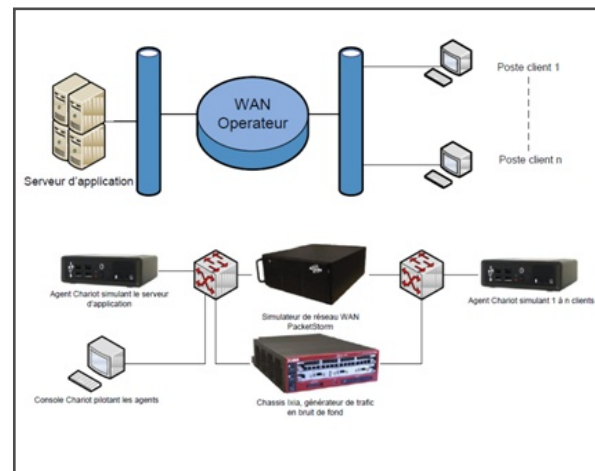 WAN
Operateur
Poste client 1
Poste client n
Serveur d'application
Agent Chariot simulant le serveur
d'application
Simulateur de réseau WAN
PacketStorm
Agent Chariot simulant 1 à n clients
Console Chariot pilotant les agents
Chassis Ixia, générateur de trafic
en bruit de fond